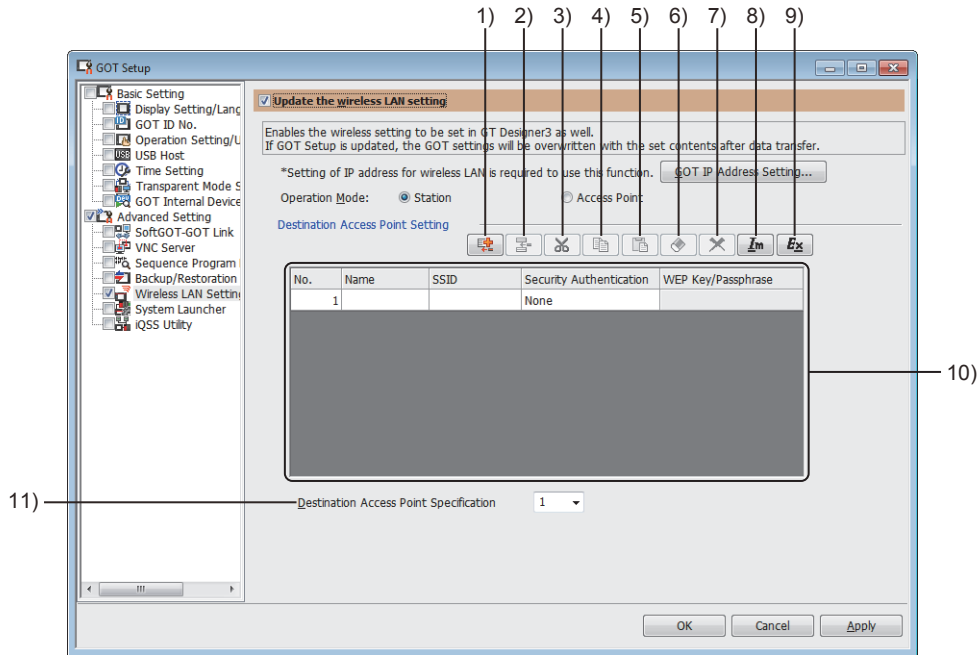 1) 2) 3) 4) 5) 6) 7) 8) 9)
GOT Setup
Basic Setting
Display Setting/Lang
GOT ID No.
Operation Setting/U
USB Host
Time Setting
Transparent Mode S
GOT Internal Device
Advanced Setting
SoftGOT-GOT Link
VNC Server
Sequence Program
Backup/Restoration
Wireless LAN Settin
System Launcher
iQSS Utility
Update the wireless LAN setting
Enables the wireless setting to be set in GT Designer3 as well.
If GOT Setup is updated, the GOT settings will be overwritten with the set contents after data transfer.
*Setting of IP address for wireless LAN is required to use this function. GOT IP Address Setting...
Operation Mode: Station Access Point
Destination Access Point Setting
Im Ex
No. Name SSID Security Authentication WEP Key/Passphrase
1 None
10)
11) Destination Access Point Specification 1
OK Cancel Apply